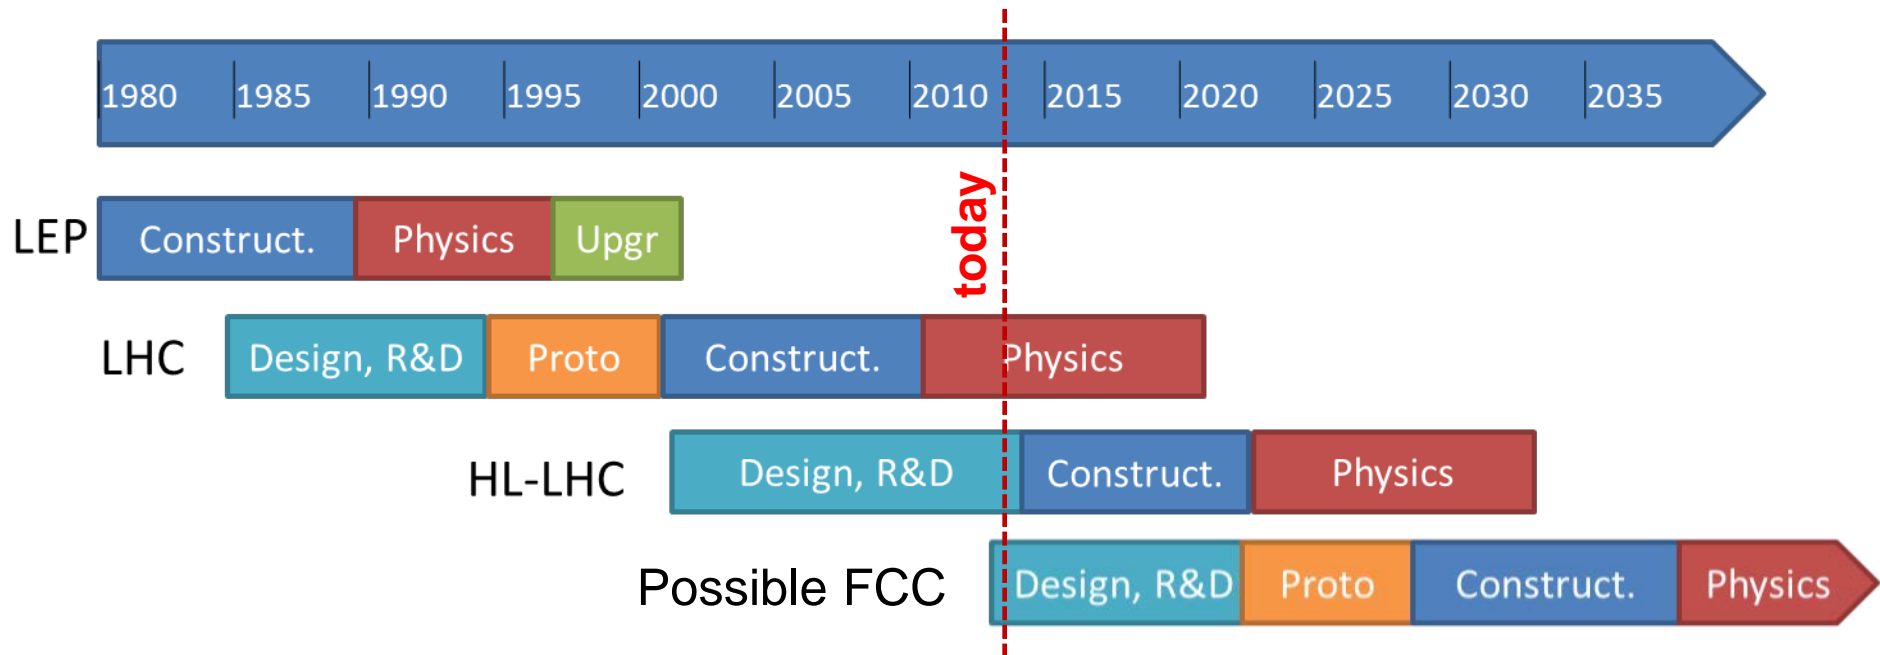 1980 1985 1990 1995 2000 2005 2010 2015 2020 2025 2030 2035
today
LEP Construct. Physics Upgr
LHC Design, R&D Proto Construct. Physics
HL-LHC Design, R&D Construct. Physics
Possible FCC Design, R&D Proto Construct. Physics